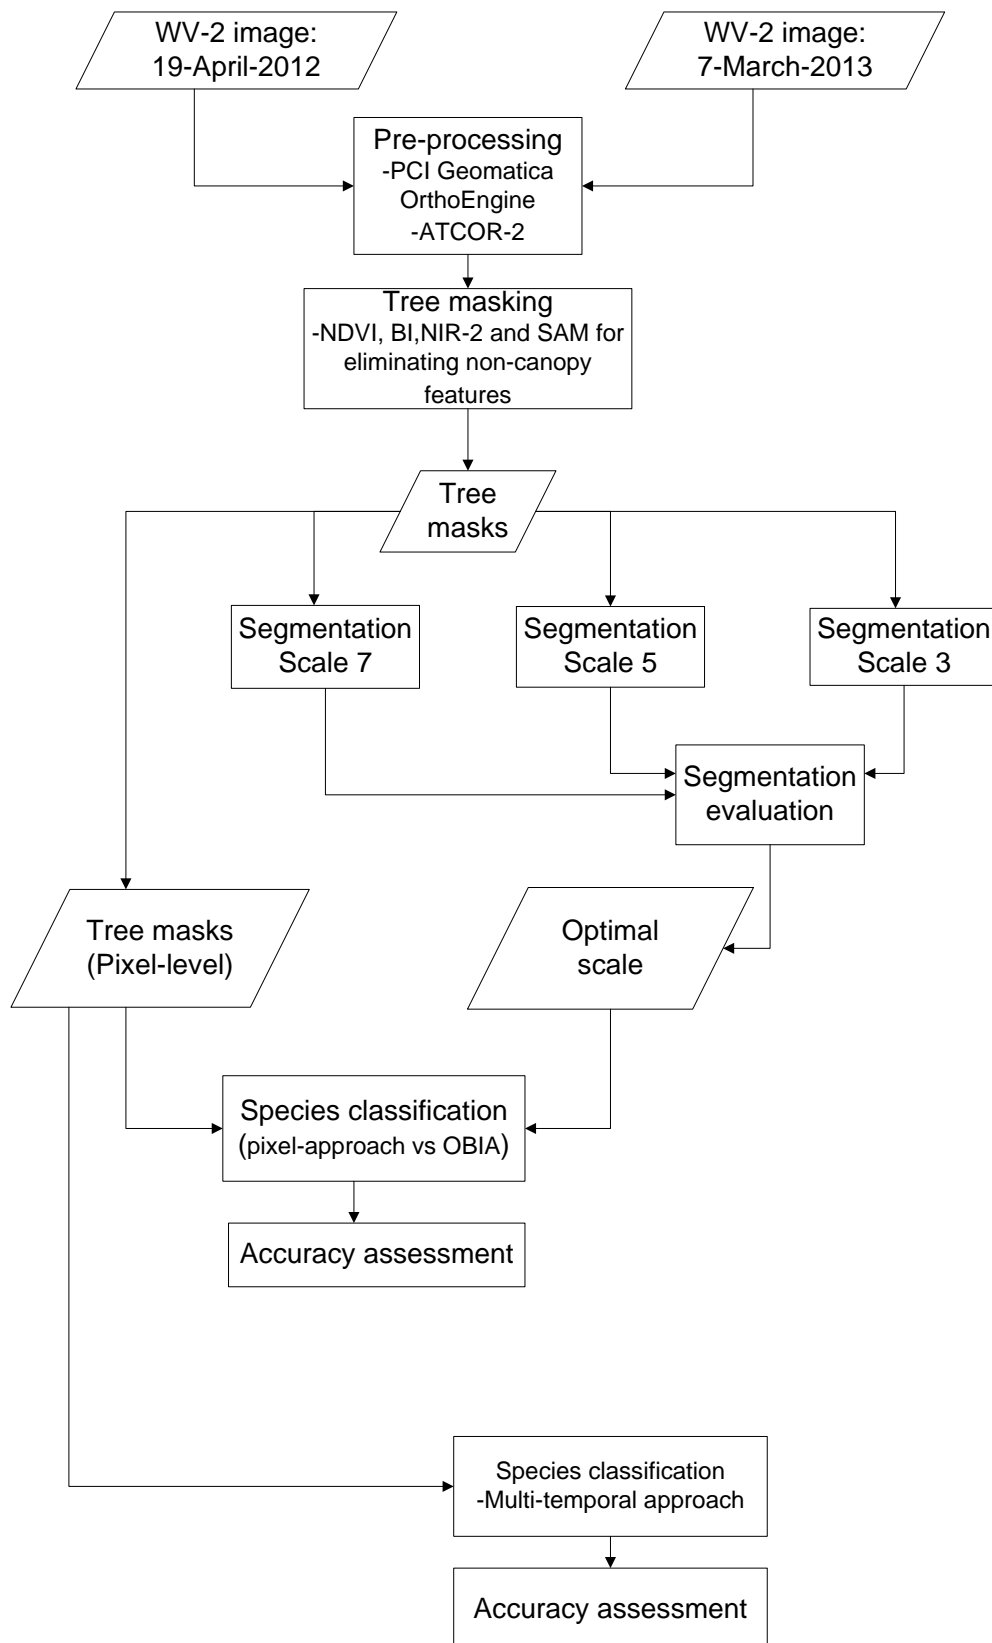 WV-2 image:
19-April-2012
WV-2 image:
7-March-2013
Pre-processing
-PCI Geomatica
OrthoEngine
-ATCOR-2
Tree masking
-NDVI, BI,NIR-2 and SAM for
eliminating non-canopy
features
Tree
masks
Segmentation
Scale 7
Segmentation
Scale 5
Segmentation
Scale 3
Segmentation
evaluation
Tree masks
(Pixel-level)
Optimal
scale
Species classification
(pixel-approach vs OBIA)
Accuracy assessment
Species classification
-Multi-temporal approach
Accuracy assessment